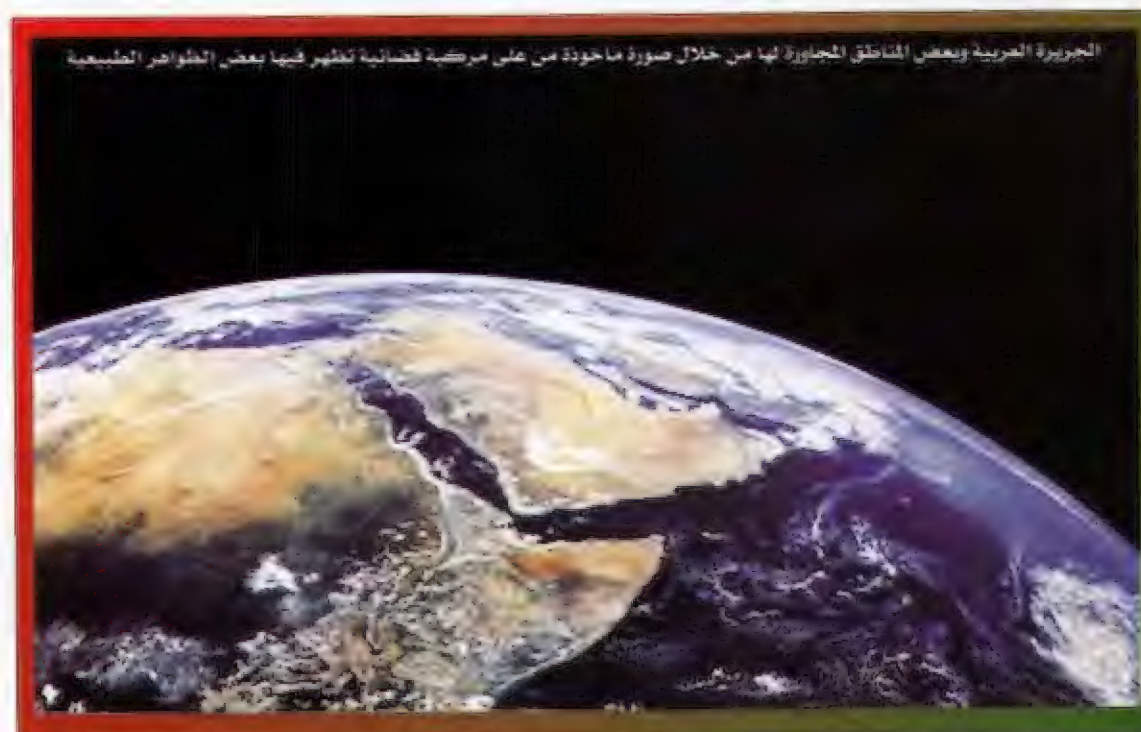 الجزيرة العربية وبعض المناطق المجاورة لها من خلال صورة مأخوذة من على مركبة فضائية تظهر فيها بعض الظواهر الطبيعية